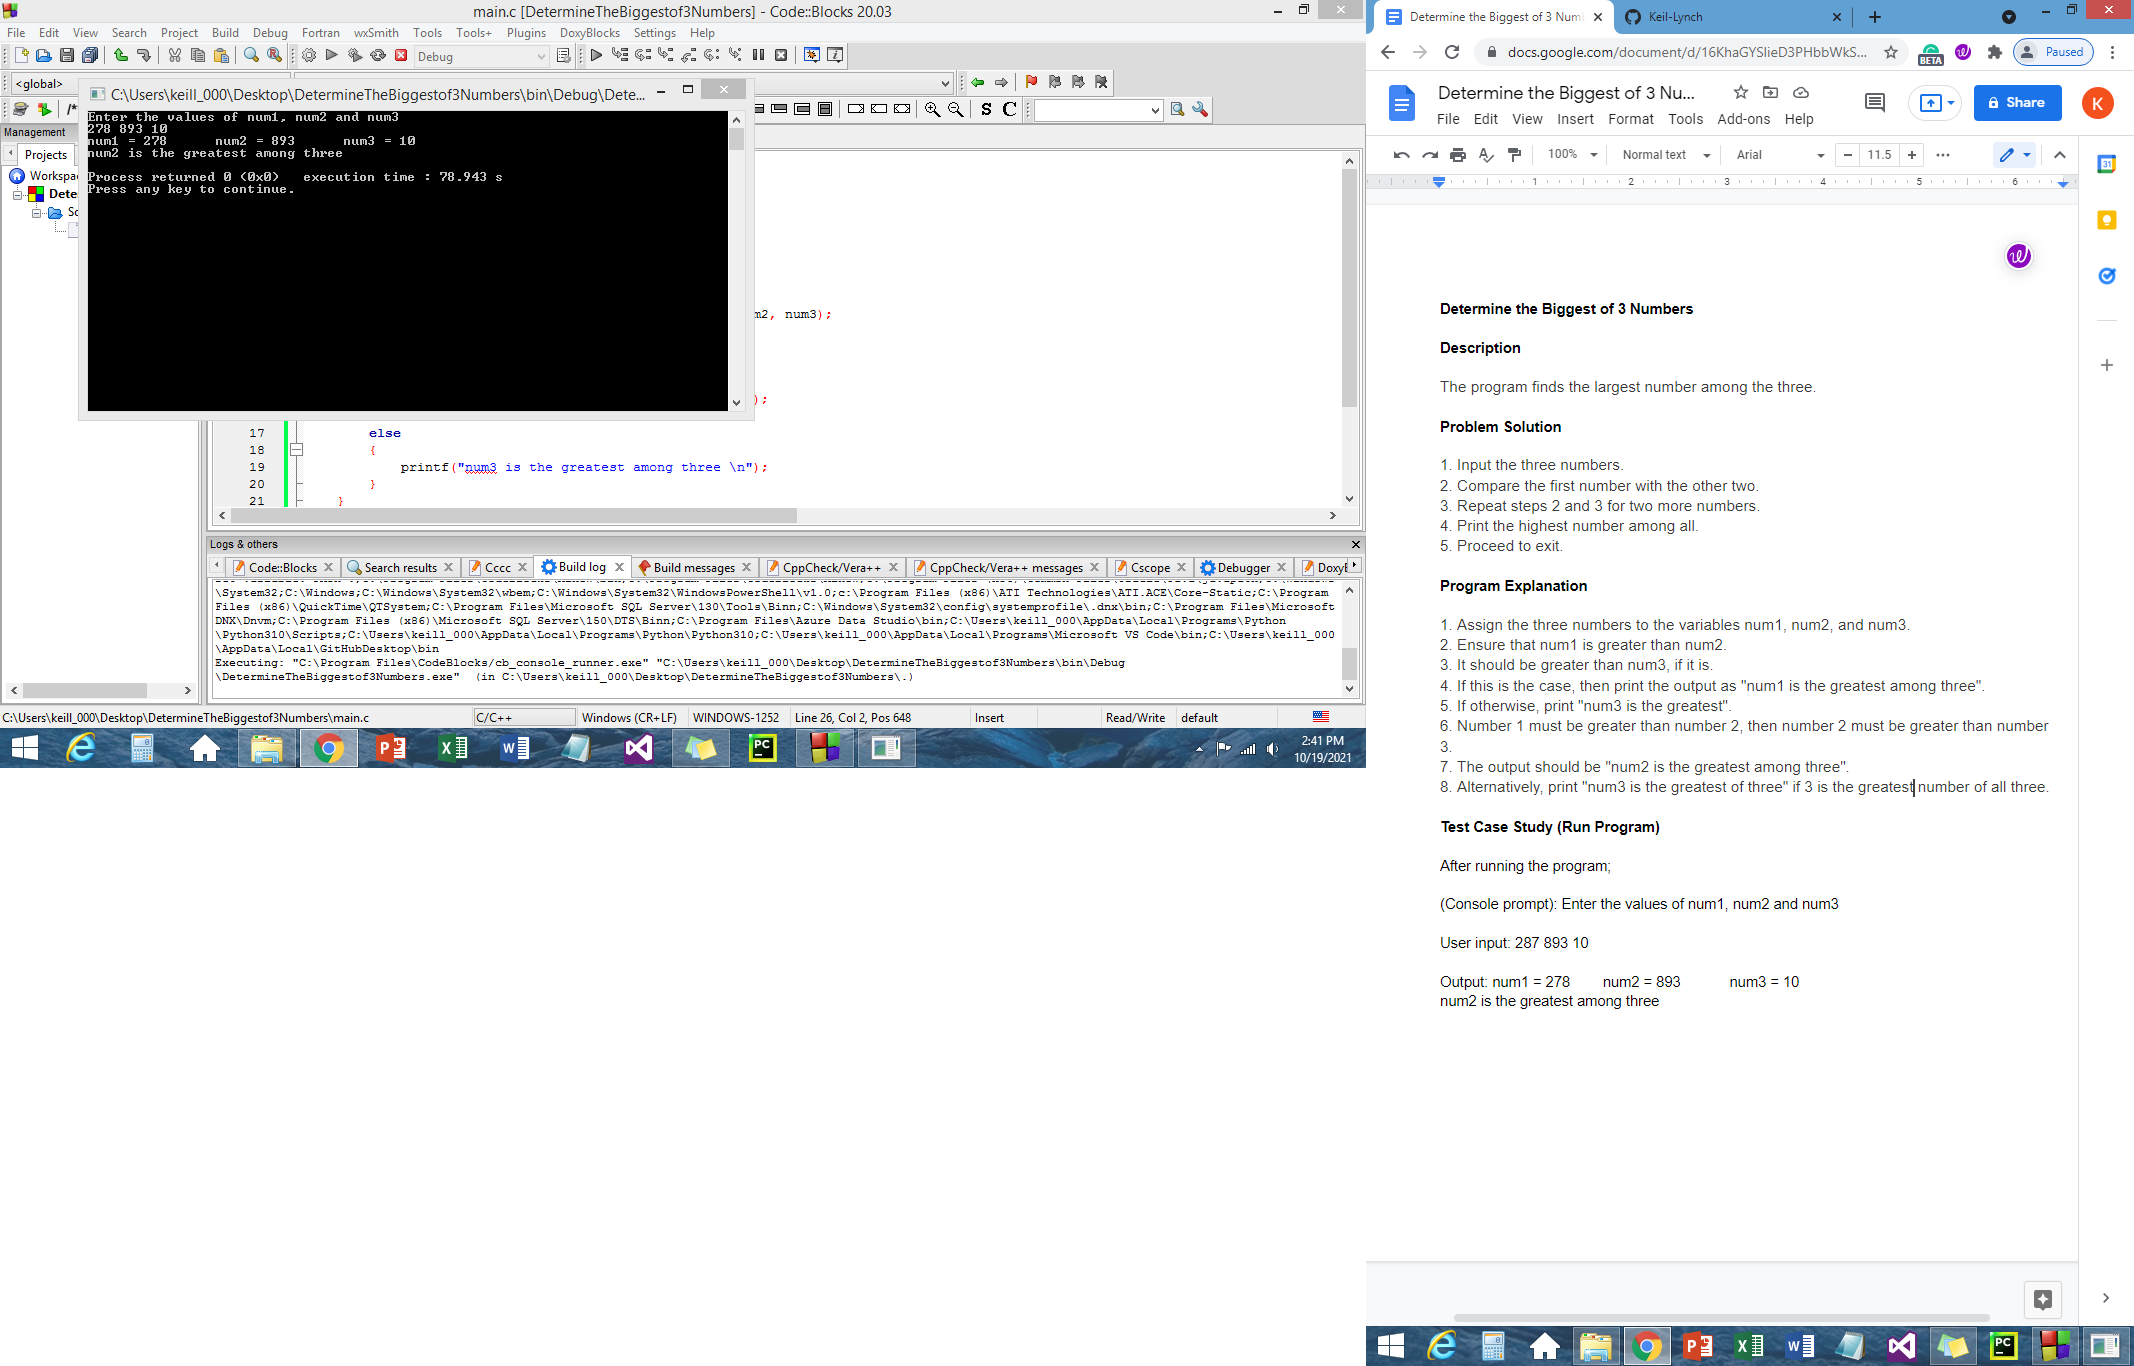 main.c [DetermineTheBiggestof3Numbers] - Code::Blocks 20.03
File Edit View Search Project Build Debug Fortran wxSmith Tools Tools+ Plugins DoxyBlocks Settings Help
Debug
<global>
C:\Users\keill_000\Desktop\DetermineTheBiggestof3Numbers\bin\Debug\Dete...
S C
Management
Projects
Workspa
Dete
Sc
Enter the values of num1, num2 and num3
278 893 10
num1 = 278 num2 = 893 num3 = 10
num2 is the greatest among three
Process returned 0 (0x0) execution time : 78.943 s
Press any key to continue.
m2, num3);
);
17 else
18 {
19 printf("num3 is the greatest among three \n");
20 }
21 }
Logs & others
Code::Blocks Search results Cccc Build log Build messages CppCheck/Vera++ CppCheck/Vera++ messages Cscope Debugger DoxyB
\System32;C:\Windows;C:\Windows\System32\wbem;C:\Windows\System32\WindowsPowerShell\v1.0;c:\Program Files (x86)\ATI Technologies\ATI.ACE\Core-Static;C:\Program
Files (x86)\QuickTime\QTSystem;C:\Program Files\Microsoft SQL Server\130\Tools\Binn;C:\Windows\System32\config\systemprofile\.dnx\bin;C:\Program Files\Microsoft
DNX\Dnvm;C:\Program Files (x86)\Microsoft SQL Server\150\DTS\Binn;C:\Program Files\Azure Data Studio\bin;C:\Users\keill_000\AppData\Local\Programs\Python
\Python310\Scripts;C:\Users\keill_000\AppData\Local\Programs\Python\Python310;C:\Users\keill_000\AppData\Local\Programs\Microsoft VS Code\bin;C:\Users\keill_000
\AppData\Local\GitHubDesktop\bin
Executing: "C:\Program Files\CodeBlocks/cb_console_runner.exe" "C:\Users\keill_000\Desktop\DetermineTheBiggestof3Numbers\bin\Debug
\DetermineTheBiggestof3Numbers.exe" (in C:\Users\keill_000\Desktop\DetermineTheBiggestof3Numbers\.)
C:\Users\keill_000\Desktop\DetermineTheBiggestof3Numbers\main.c C/C++ Windows (CR+LF) WINDOWS-1252 Line 26, Col 2, Pos 648 Insert Read/Write default
2:41 PM
10/19/2021
Determine the Biggest of 3 Num Keil-Lynch
docs.google.com/document/d/16KhaGYSlieD3PHbbWkS... BETA Paused
Determine the Biggest of 3 Nu...
File Edit View Insert Format Tools Add-ons Help
Share
K
100% Normal text Arial 11.5
1 2 3 4 5 6
31
Determine the Biggest of 3 Numbers
Description
The program finds the largest number among the three.
Problem Solution
1. Input the three numbers.
2. Compare the first number with the other two.
3. Repeat steps 2 and 3 for two more numbers.
4. Print the highest number among all.
5. Proceed to exit.
Program Explanation
1. Assign the three numbers to the variables num1, num2, and num3.
2. Ensure that num1 is greater than num2.
3. It should be greater than num3, if it is.
4. If this is the case, then print the output as "num1 is the greatest among three".
5. If otherwise, print "num3 is the greatest".
6. Number 1 must be greater than number 2, then number 2 must be greater than number
3.
7. The output should be "num2 is the greatest among three".
8. Alternatively, print "num3 is the greatest of three" if 3 is the greatest number of all three.
Test Case Study (Run Program)
After running the program;
(Console prompt): Enter the values of num1, num2 and num3
User input: 287 893 10
Output: num1 = 278 num2 = 893 num3 = 10
num2 is the greatest among three